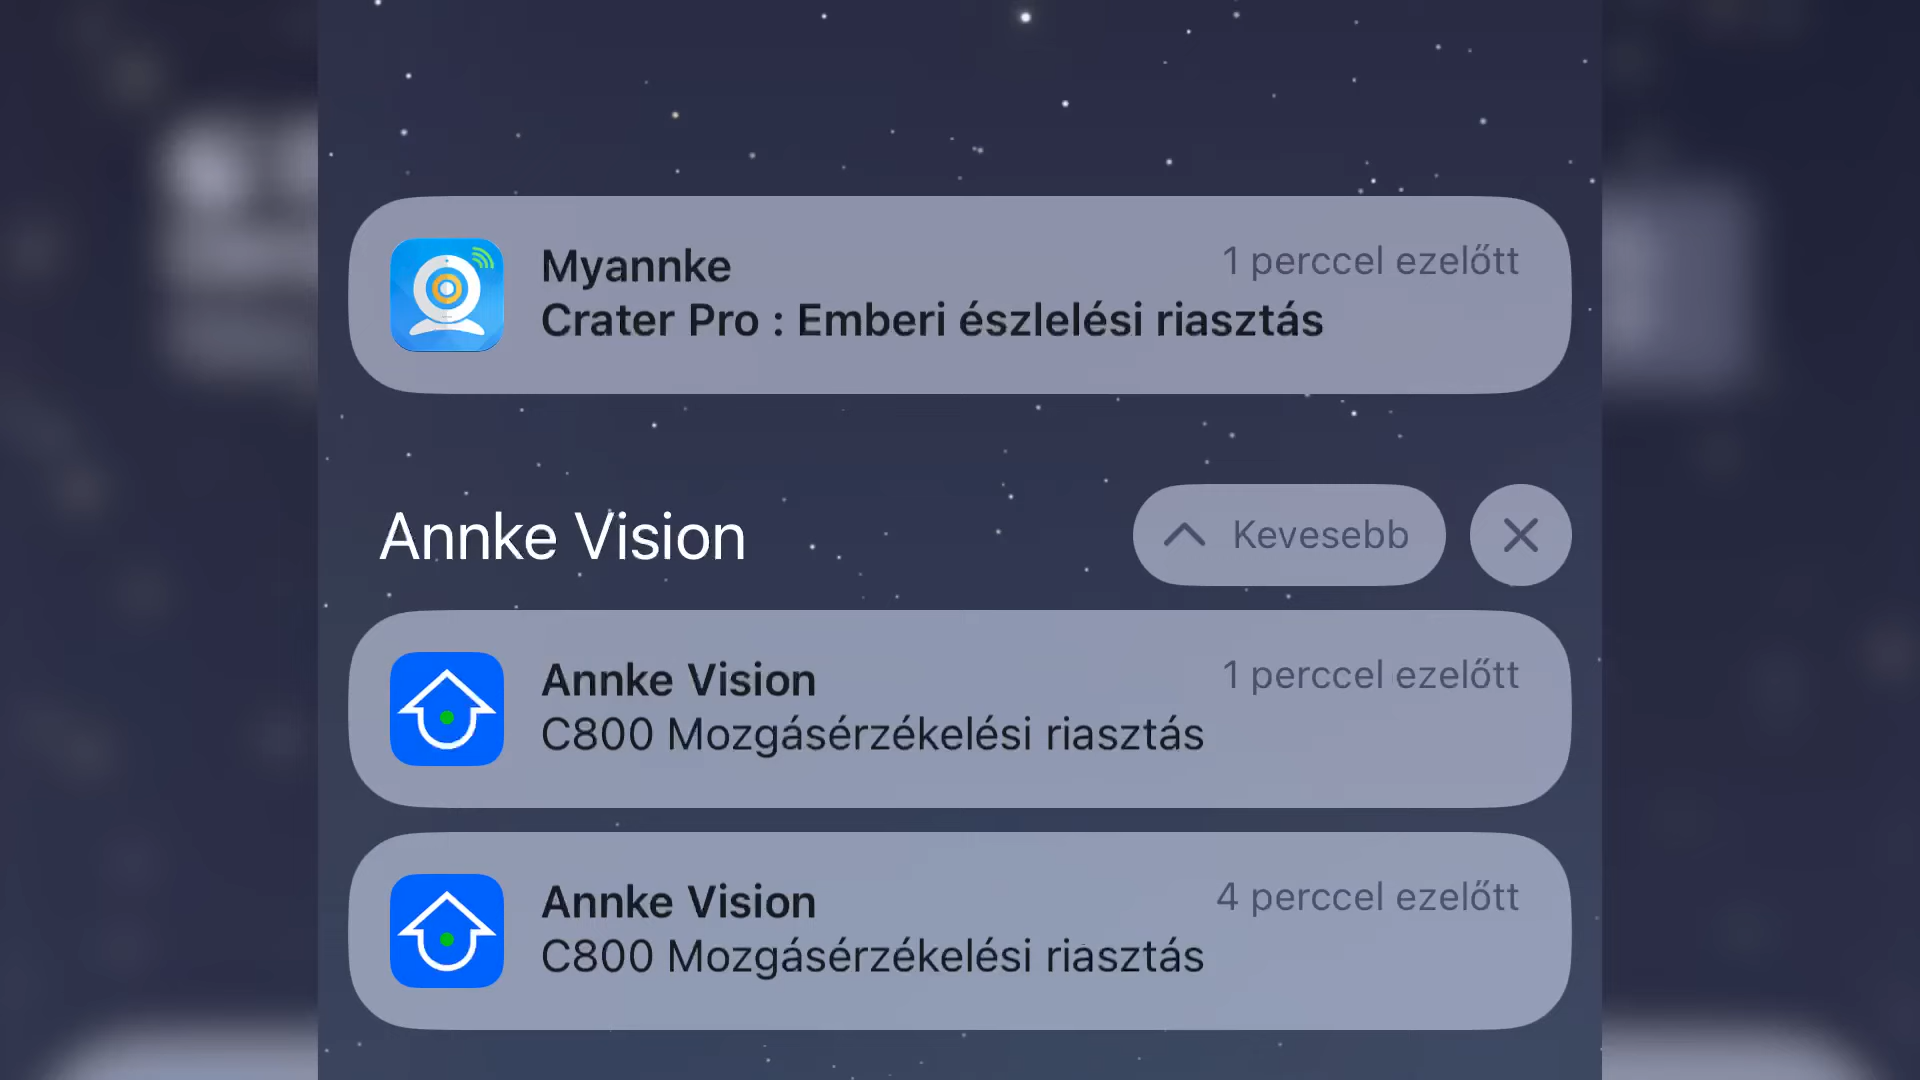 Myannke
1 perccel ezelőtt
Crater Pro : Emberi észlelési riasztás
Annke Vision
Kevesebb
Annke Vision
1 perccel ezelőtt
C800 Mozgásérzékelési riasztás
Annke Vision
4 perccel ezelőtt
C800 Mozgásérzékelési riasztás